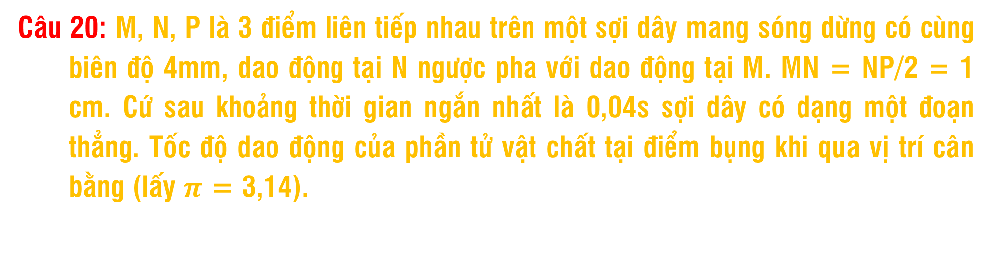 Câu 20: M, N, P là 3 điểm liên tiếp nhau trên một sợi dây mang sóng dừng có cùng
biên độ 4mm, dao động tại N ngược pha với dao động tại M. MN = NP/2 = 1
cm. Cứ sau khoảng thời gian ngắn nhất là 0,04s sợi dây có dạng một đoạn
thẳng. Tốc độ dao động của phần tử vật chất tại điểm bụng khi qua vị trí cân
bằng (lấy π = 3,14).